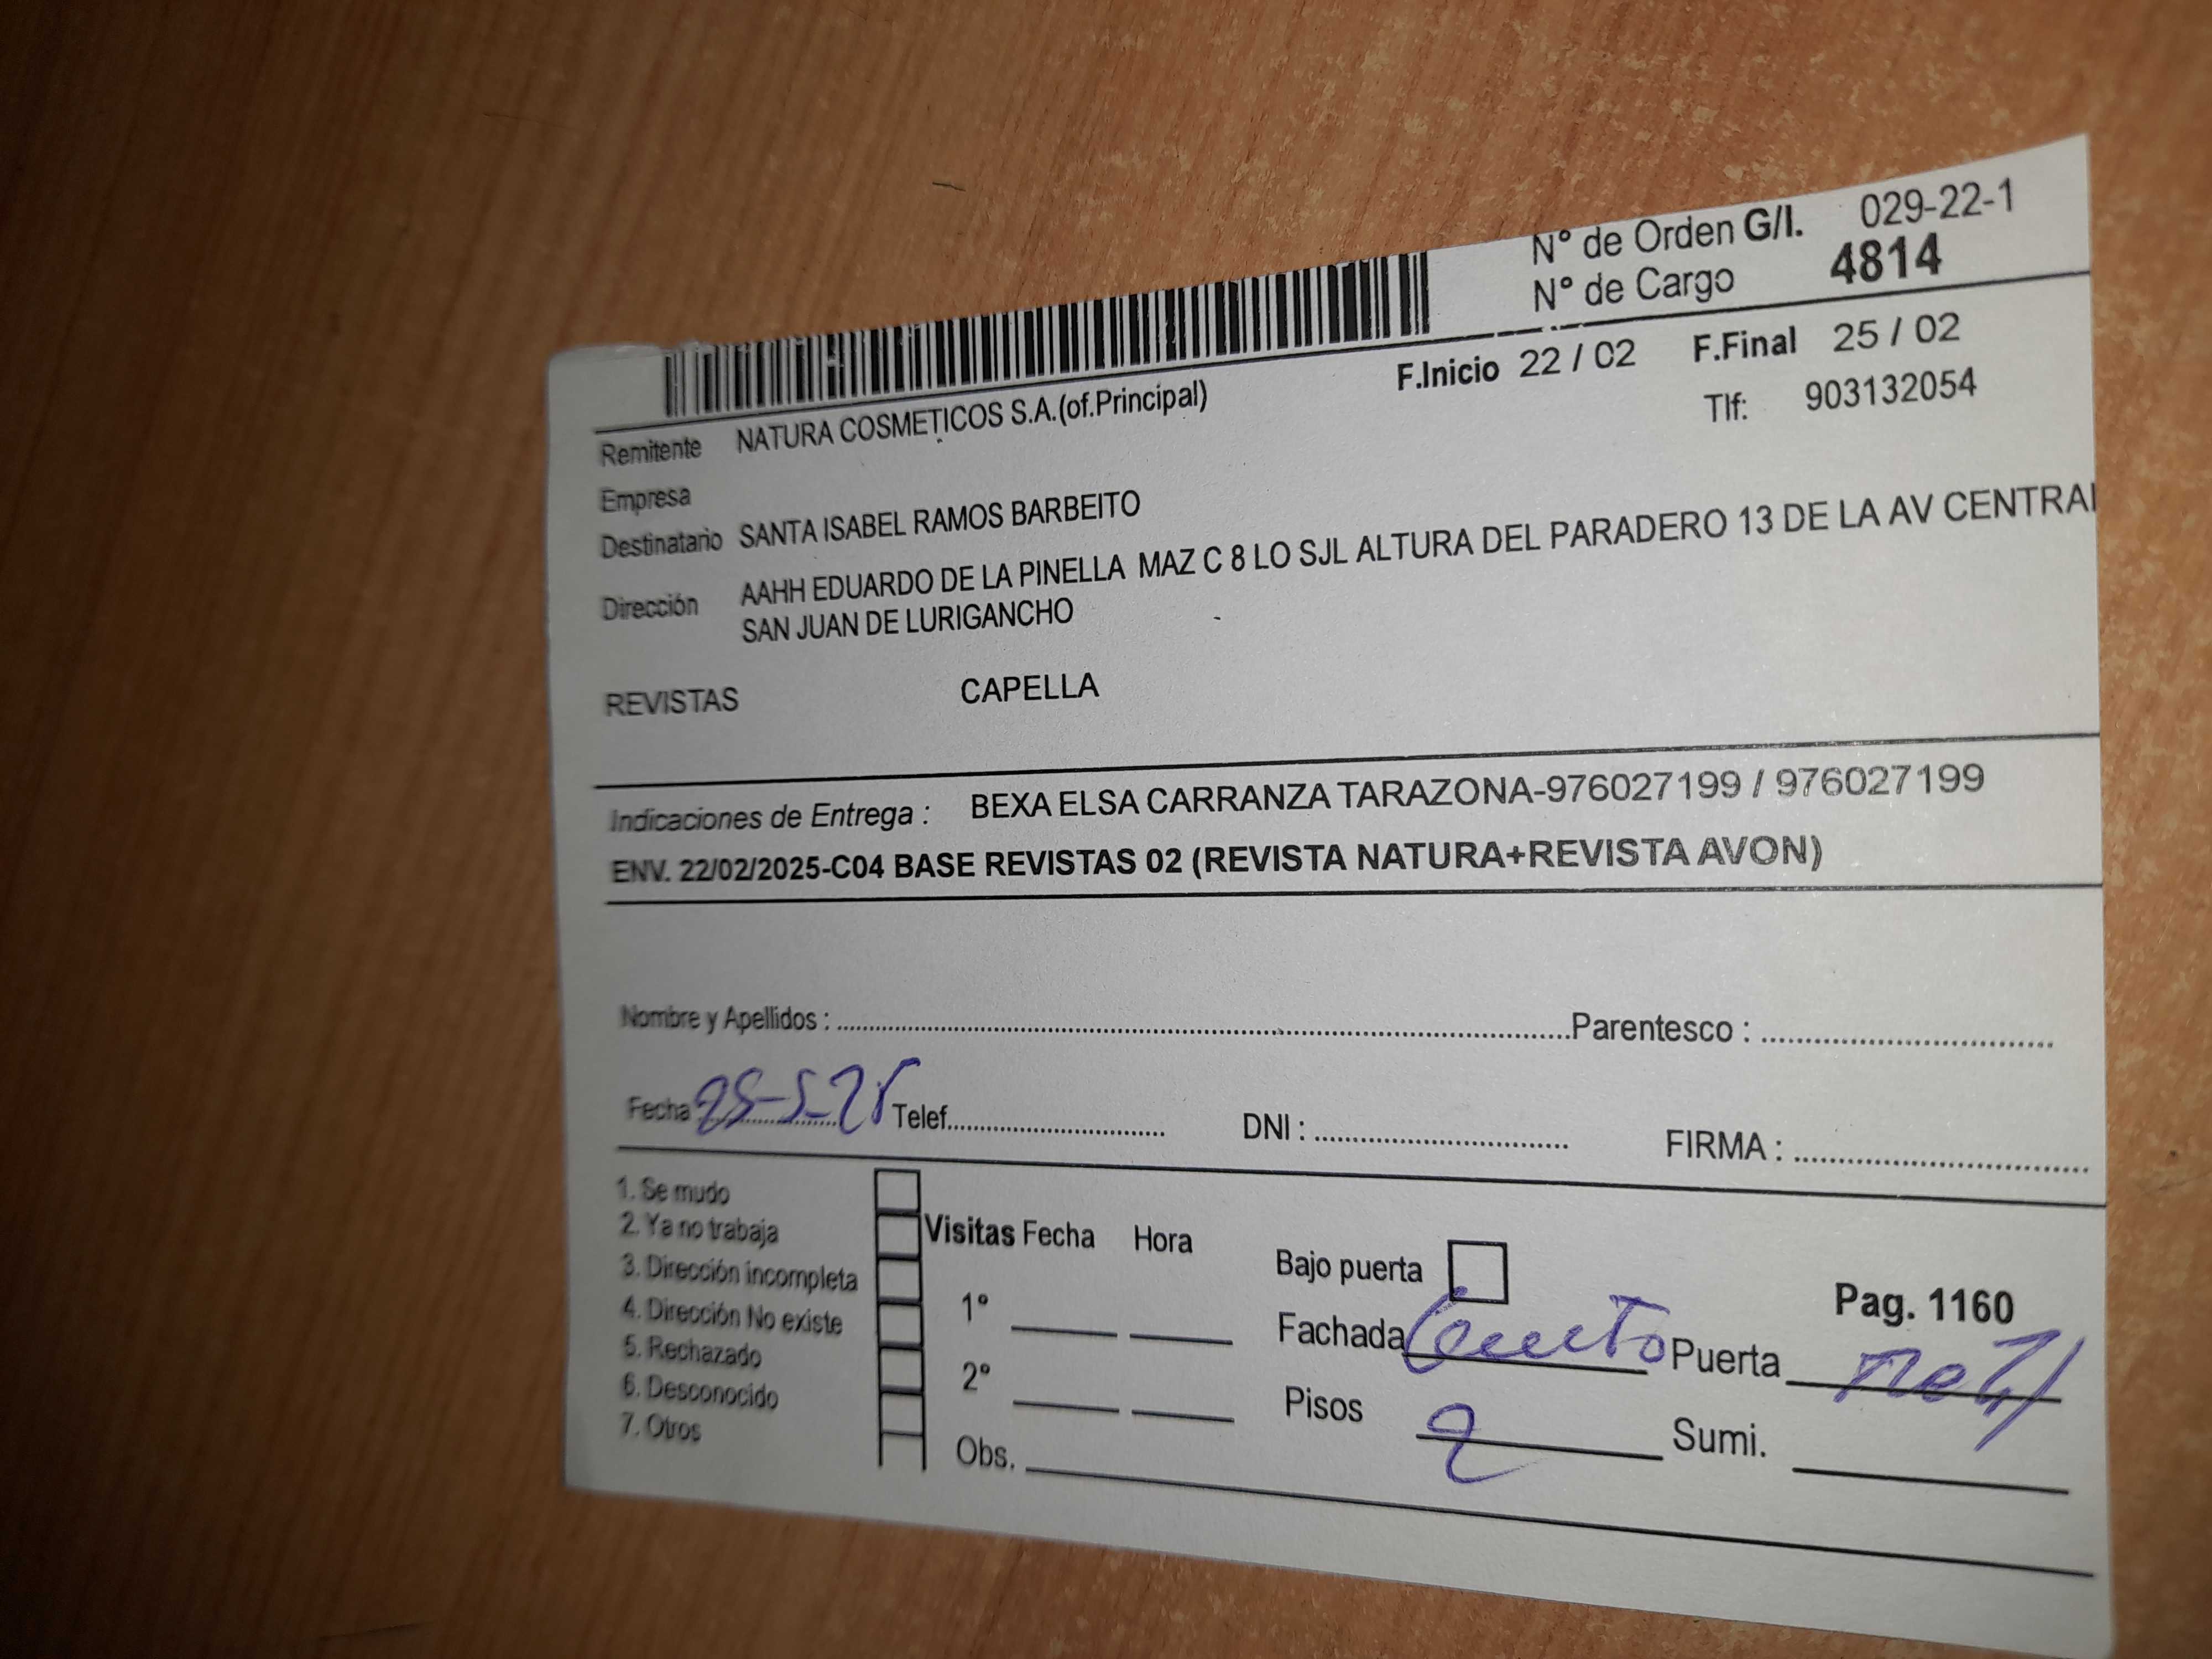 N° de Orden G/I. 029-22-1
N° de Cargo 4814
F.Inicio 22 / 02 F.Final 25 / 02
Remitente NATURA COSMETICOS S.A.(of.Principal) Tlf: 903132054
Empresa
Destinatario SANTA ISABEL RAMOS BARBEITO
Dirección AAHH EDUARDO DE LA PINELLA MAZ C 8 LO SJL ALTURA DEL PARADERO 13 DE LA AV CENTRAL
SAN JUAN DE LURIGANCHO
REVISTAS CAPELLA
Indicaciones de Entrega : BEXA ELSA CARRANZA TARAZONA-976027199 / 976027199
ENV. 22/02/2025-C04 BASE REVISTAS 02 (REVISTA NATURA+REVISTA AVON)
Nombre y Apellidos : Parentesco :
Fecha : Telef. DNI : FIRMA :
1. Se mudo
2. Ya no trabaja Visitas Fecha Hora
3. Dirección incompleta Bajo puerta
4. Dirección No existe 1° Pag. 1160
5. Rechazado Fachada Puerta
6. Desconocido 2° Pisos 2
7. Otros Obs. Sumi.